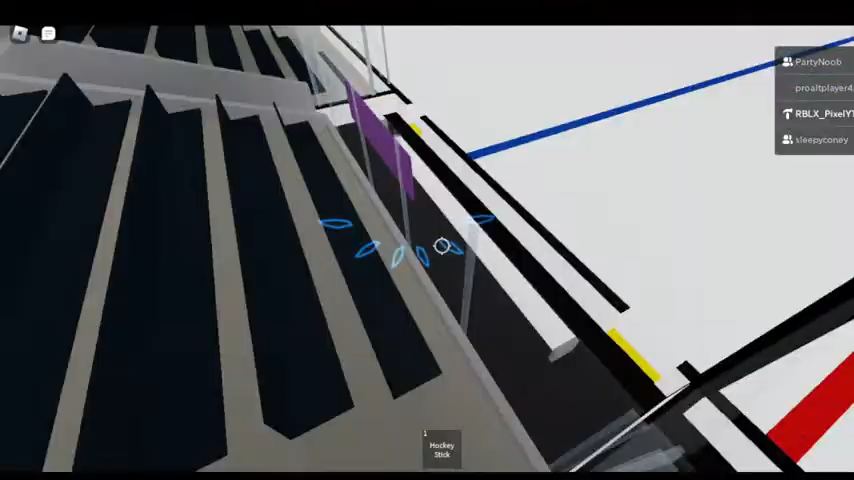 PartyNoob
proaltplayer4
RBLX_PixelYT
sleepyconey
1
Hockey
Stick